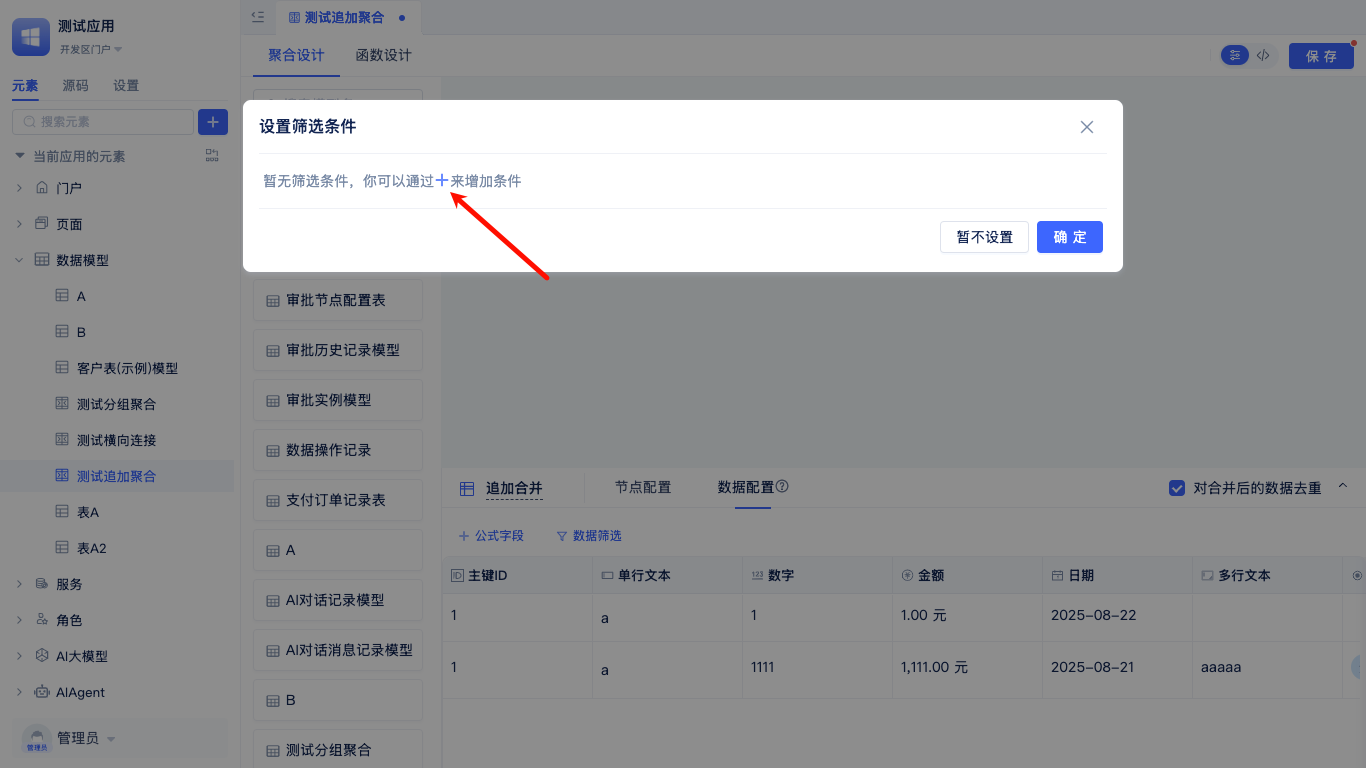 测试应用
开发区门户
元素 源码 设置
搜索元素
当前应用的元素
门户
页面
数据模型
A
B
客户表(示例)模型
测试分组聚合
测试横向连接
测试追加聚合
表A
表A2
服务
角色
AI大模型
AIAgent
管理员
管理员
测试追加聚合
聚合设计 函数设计
保 存
设置筛选条件
暂无筛选条件，你可以通过+来增加条件
暂不设置 确 定
审批节点配置表
审批历史记录模型
审批实例模型
数据操作记录
支付订单记录表
A
AI对话记录模型
AI对话消息记录模型
B
测试分组聚合
追加合并 节点配置 数据配置 对合并后的数据去重
公式字段 数据筛选
主键ID 单行文本 数字 金额 日期 多行文本
1 a 1 1.00 元 2025-08-22
1 a 1111 1,111.00 元 2025-08-21 aaaaa